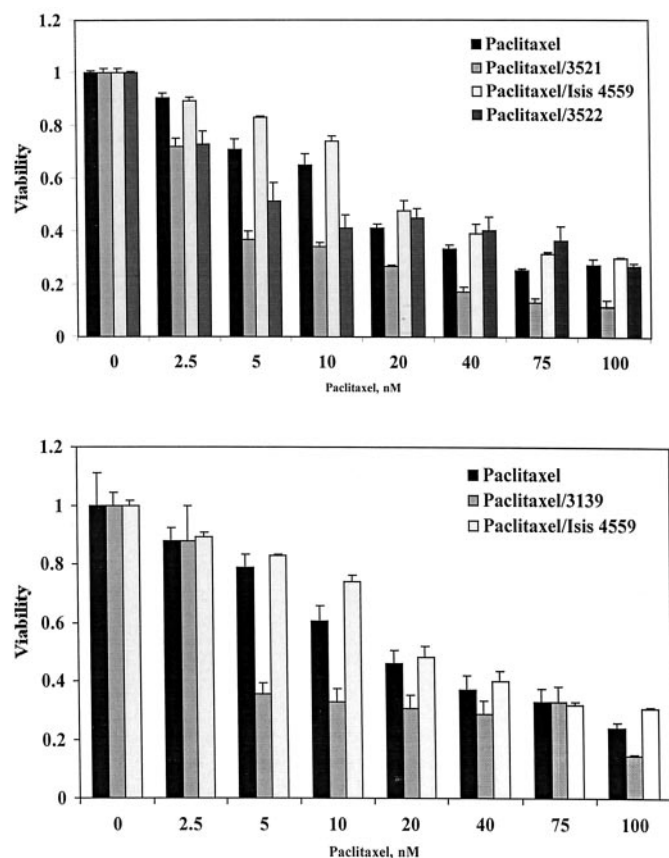 1.2
Paclitaxel
Paclitaxel/3521
Paclitaxel/Isis 4559
Paclitaxel/3522
1
0.8
0.6
0.4
0.2
0
Viability
0 2.5 5 10 20 40 75 100
Paclitaxel, nM
1.2
Paclitaxel
Paclitaxel/3139
Paclitaxel/Isis 4559
1
0.8
0.6
0.4
0.2
0
Viability
0 2.5 5 10 20 40 75 100
Paclitaxel, nM